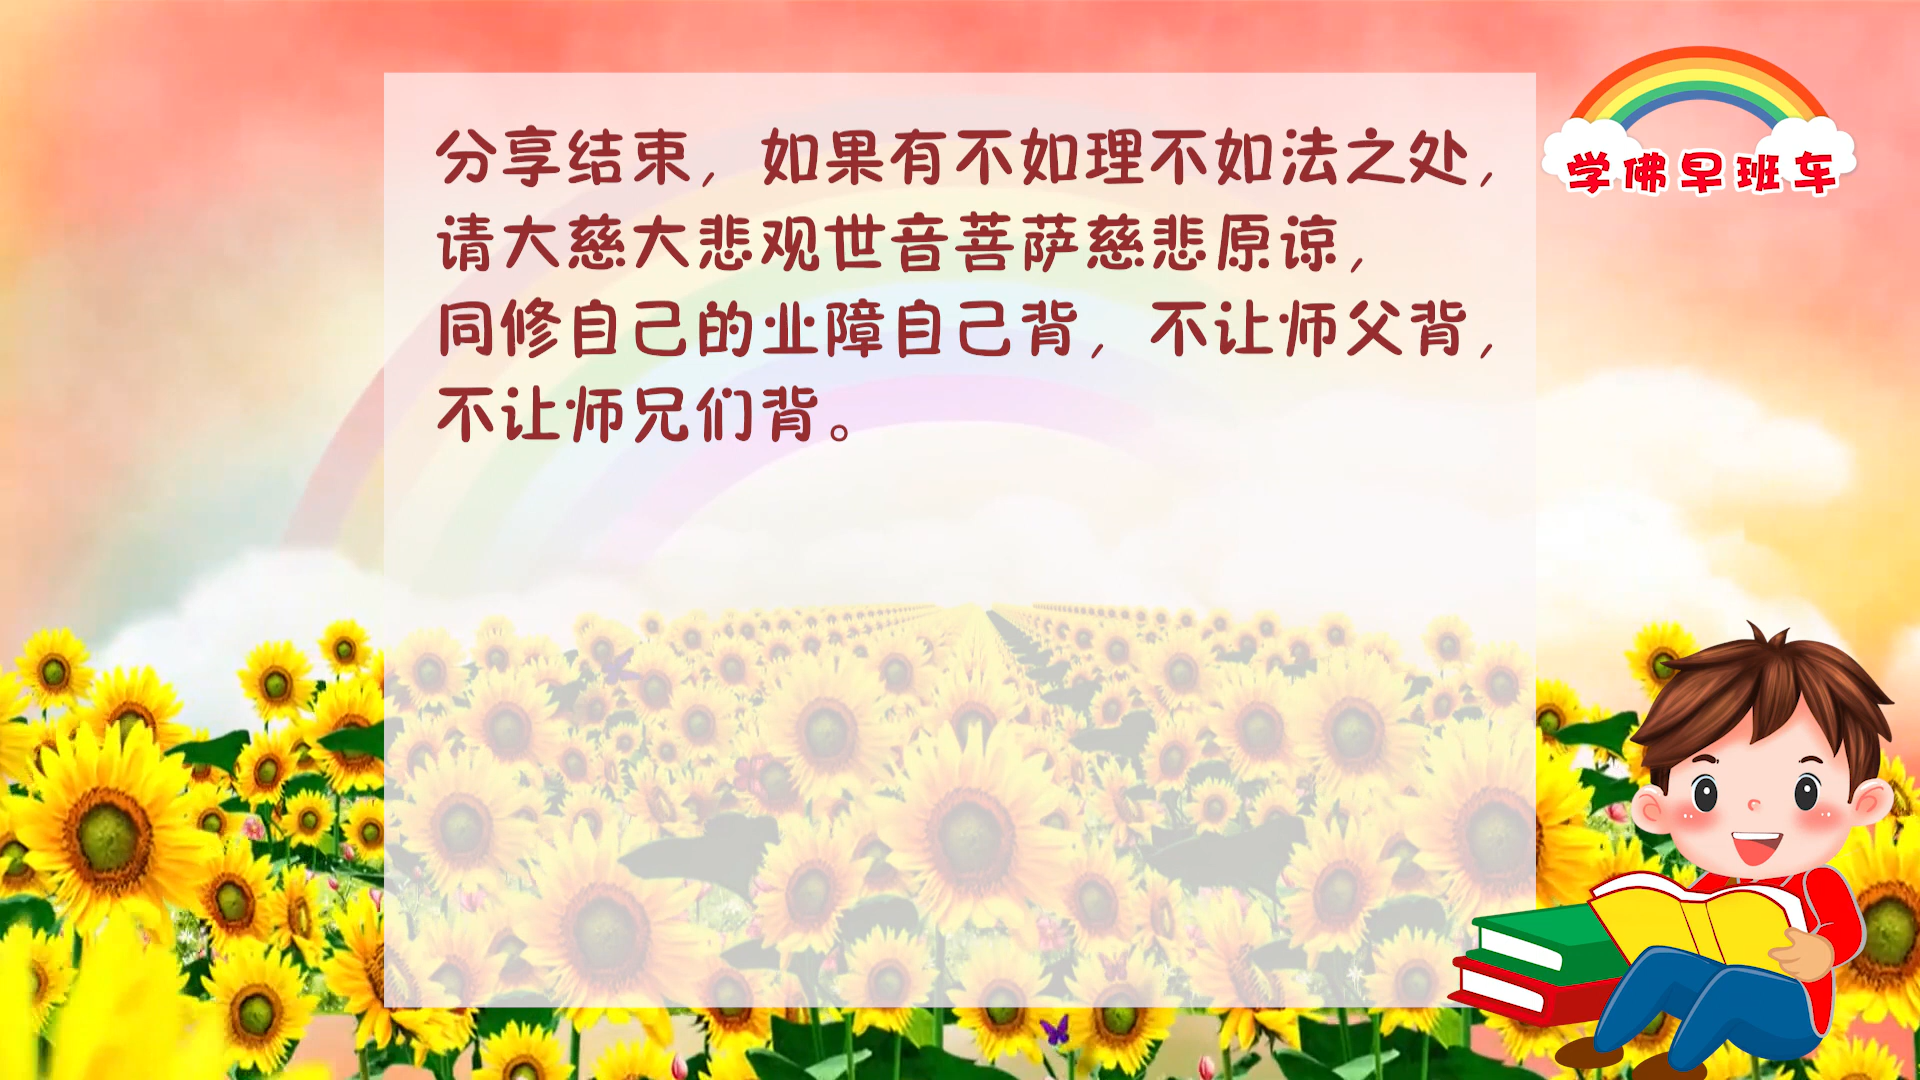 分享结束，如果有不如理不如法之处，
请大慈大悲观世音菩萨慈悲原谅，
同修自己的业障自己背，不让师父背，
不让师兄们背。
学佛早班车